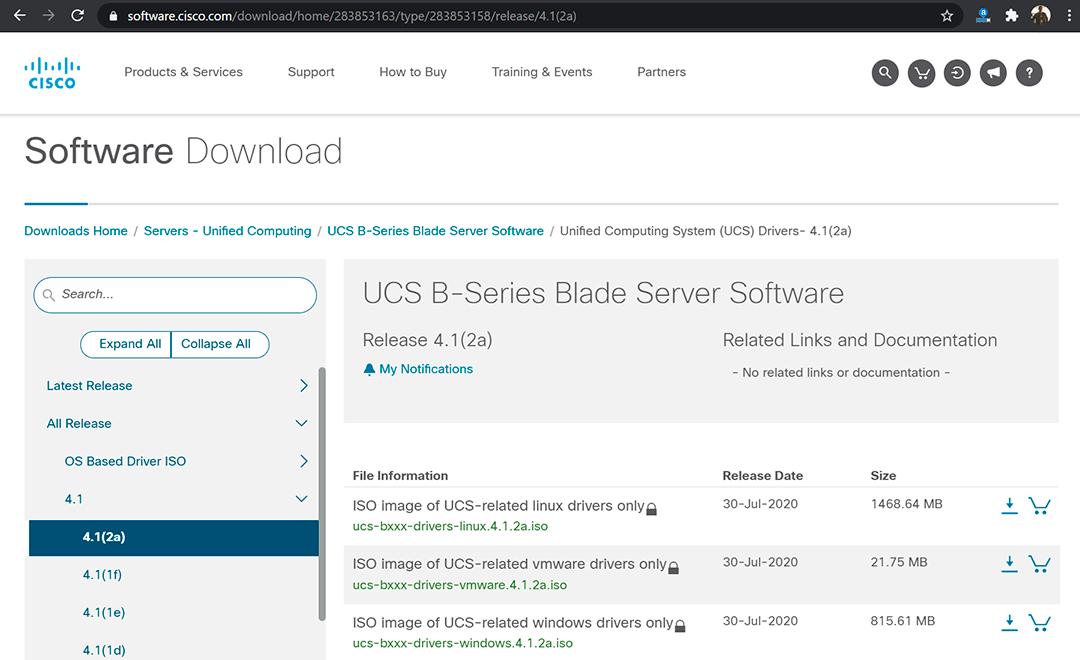 software.cisco.com/download/home/283853163/type/283853158/release/4.1(2a)
CISCO
Products & Services Support How to Buy Training & Events Partners
?
Software Download
Downloads Home / Servers - Unified Computing / UCS B-Series Blade Server Software / Unified Computing System (UCS) Drivers- 4.1(2a)
Search...
Expand All Collapse All
Latest Release
All Release
OS Based Driver ISO
4.1
4.1(2a)
4.1(1f)
4.1(1e)
4.1(1d)
UCS B-Series Blade Server Software
Release 4.1(2a)
My Notifications
Related Links and Documentation
- No related links or documentation -
File Information Release Date Size
ISO image of UCS-related linux drivers only 30-Jul-2020 1468.64 MB
ucs-bxxx-drivers-linux.4.1.2a.iso
ISO image of UCS-related vmware drivers only 30-Jul-2020 21.75 MB
ucs-bxxx-drivers-vmware.4.1.2a.iso
ISO image of UCS-related windows drivers only 30-Jul-2020 815.61 MB
ucs-bxxx-drivers-windows.4.1.2a.iso